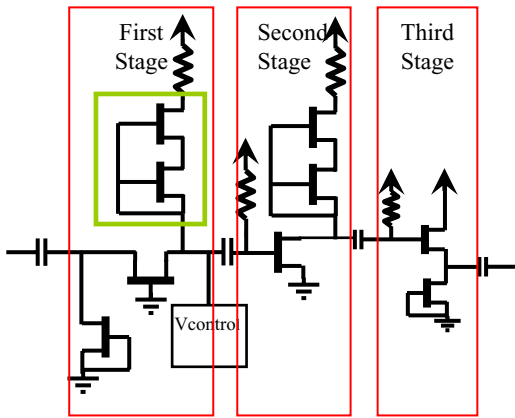 First
Stage
Second
Stage
Third
Stage
Vcontrol